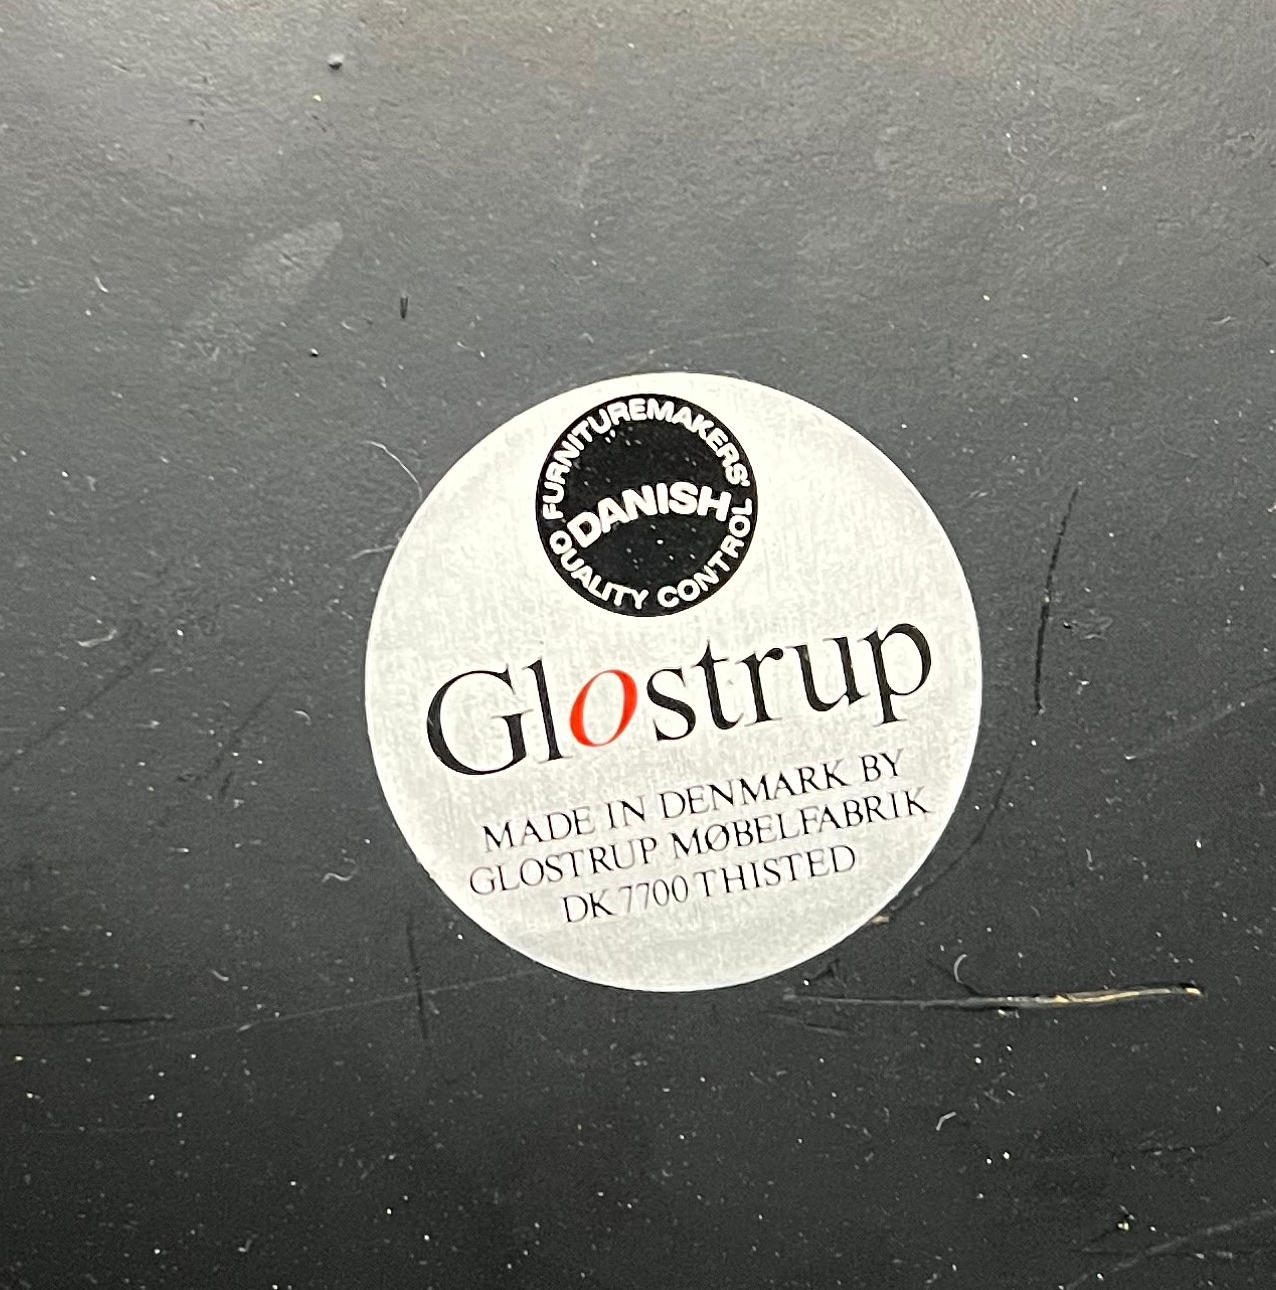 FURNITUREMAKERS'
DANISH
QUALITY CONTROL
Glostrup
MADE IN DENMARK BY
GLOSTRUP MØBELFABRIK
DK 7700 THISTED